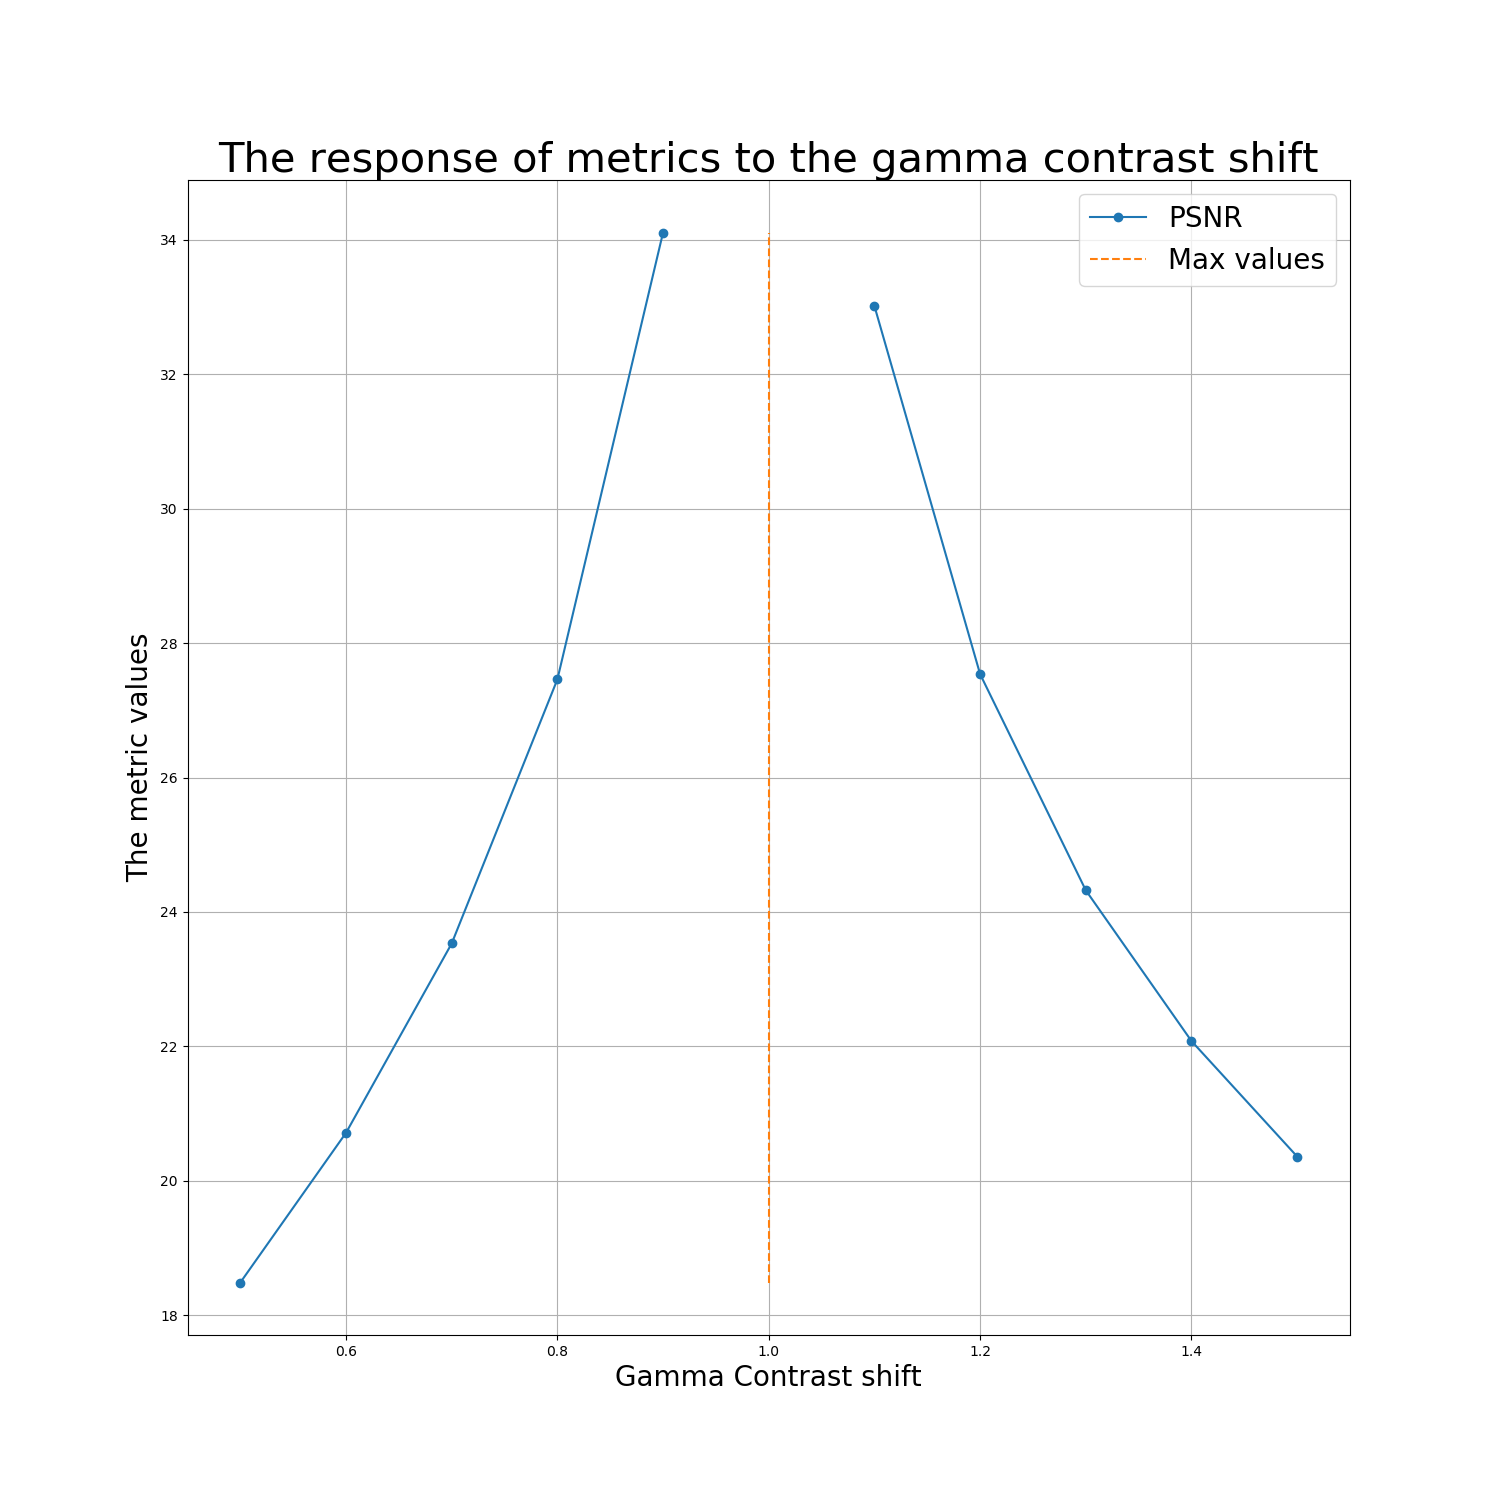 The response of metrics to the gamma contrast shift
PSNR
Max values
34
32
30
28
26
24
22
20
18
The metric values
0.6 0.8 1.0 1.2 1.4
Gamma Contrast shift